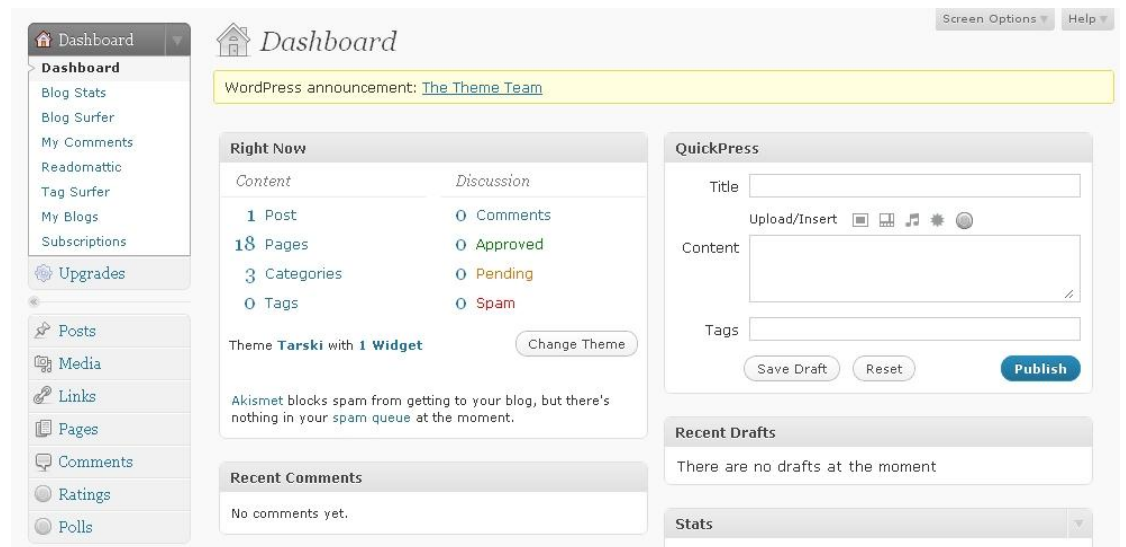 Screen Options
Help
Dashboard
Dashboard
Blog Stats
Blog Surfer
My Comments
Readomattic
Tag Surfer
My Blogs
Subscriptions
Upgrades
Posts
Media
Links
Pages
Comments
Ratings
Polls
Dashboard
WordPress announcement: The Theme Team
Right Now
Content
Discussion
1 Post
0 Comments
18 Pages
0 Approved
3 Categories
0 Pending
0 Tags
0 Spam
Theme Tarski with 1 Widget
Change Theme
Akismet blocks spam from getting to your blog, but there's
nothing in your spam queue at the moment.
Recent Comments
No comments yet.
QuickPress
Title
Upload/Insert
Content
Tags
Save Draft
Reset
Publish
Recent Drafts
There are no drafts at the moment
Stats